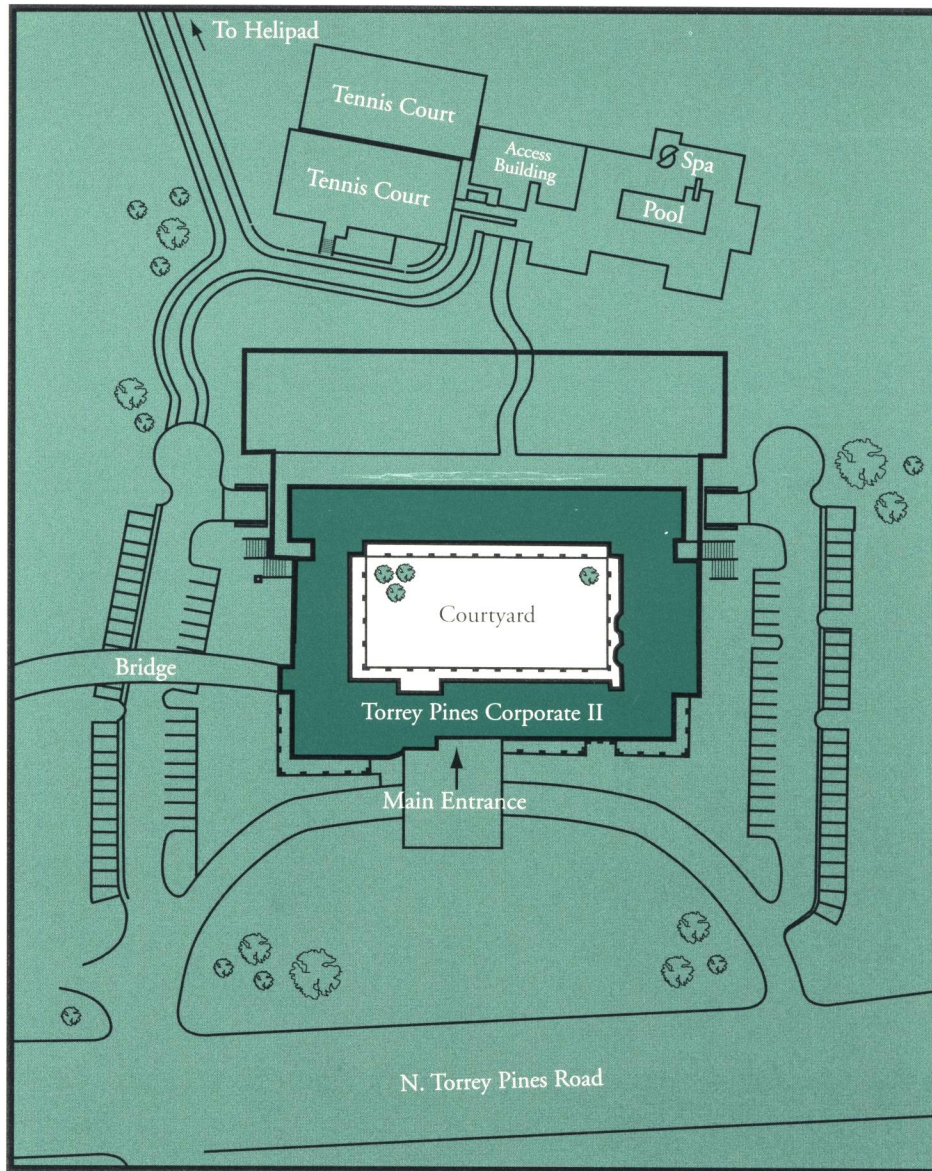 To Helipad
Tennis Court
Tennis Court
Access
Building
Spa
Pool
Courtyard
Bridge
Torrey Pines Corporate II
Main Entrance
N. Torrey Pines Road